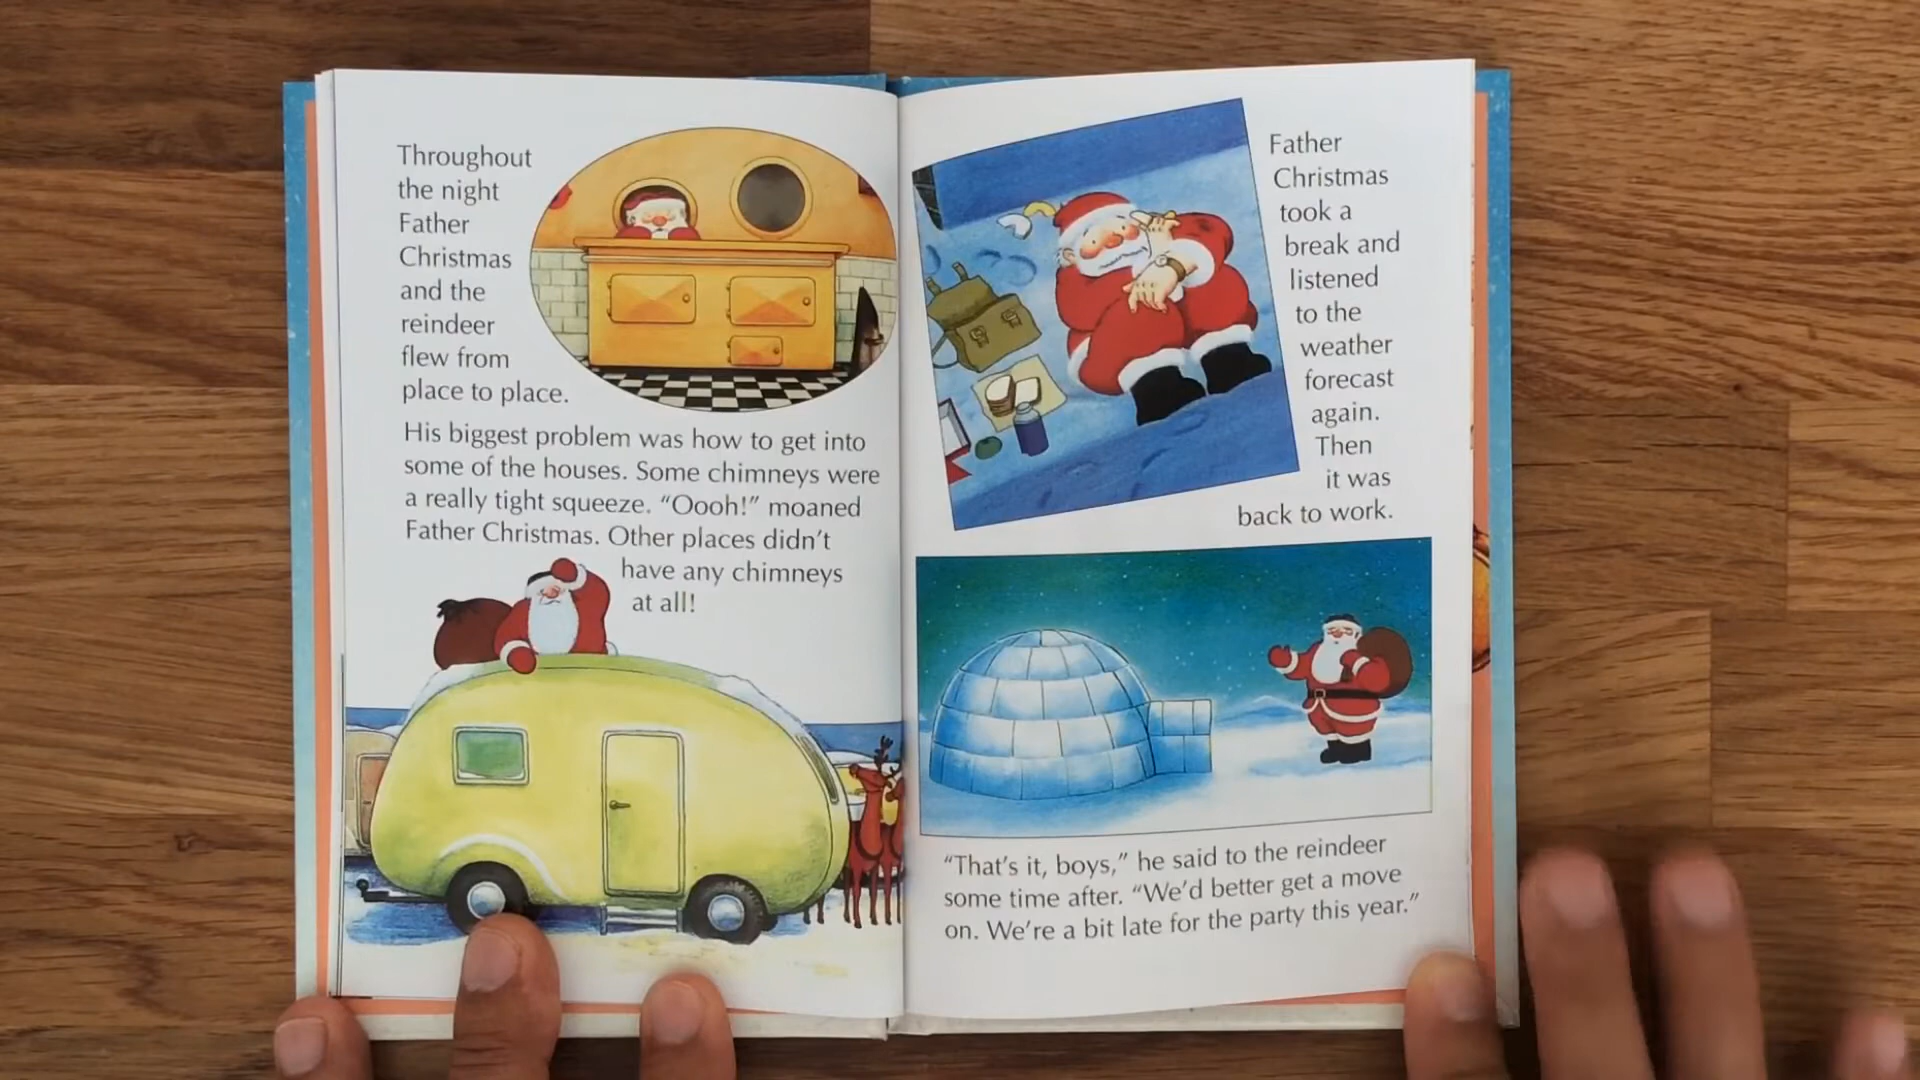 Throughout
the night
Father
Christmas
and the
reindeer
flew from
place to place.
His biggest problem was how to get into
some of the houses. Some chimneys were
a really tight squeeze. “Oooh!” moaned
Father Christmas. Other places didn’t
have any chimneys
at all!
Father
Christmas
took a
break and
listened
to the
weather
forecast
again.
Then
it was
back to work.
“That’s it, boys,” he said to the reindeer
some time after. “We’d better get a move
on. We’re a bit late for the party this year.”